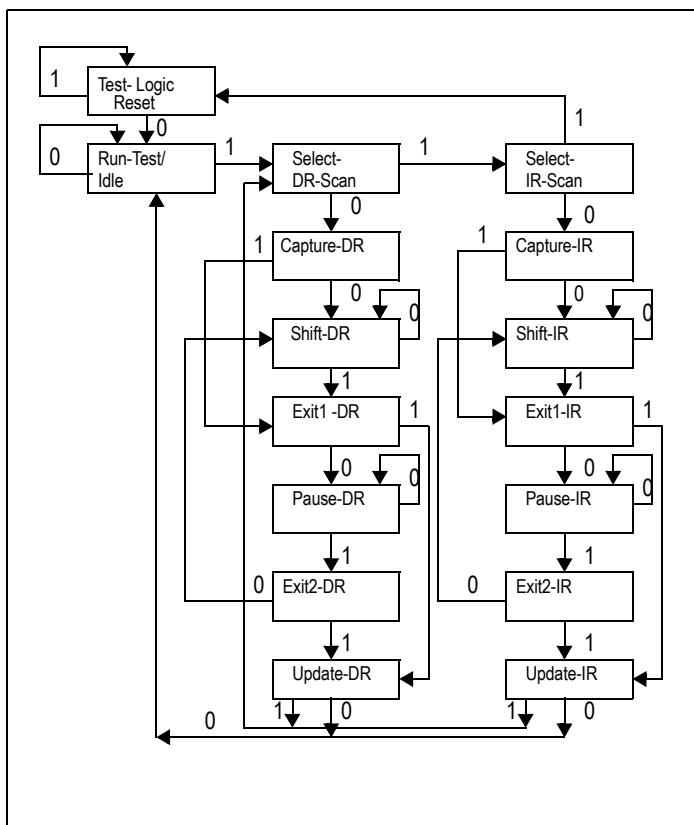 1
Test- Logic
Reset
1
0
0
Run-Test/
Idle
1
Select-
DR-Scan
1
Select-
IR-Scan
0
0
1
Capture-DR
1
Capture-IR
0
0
Shift-DR
0
Shift-IR
0
1
1
Exit1 -DR
1
Exit1-IR
1
0
0
Pause-DR
0
Pause-IR
0
1
1
0
Exit2-DR
0
Exit2-IR
1
1
Update-DR
Update-IR
1
0
1
0
0